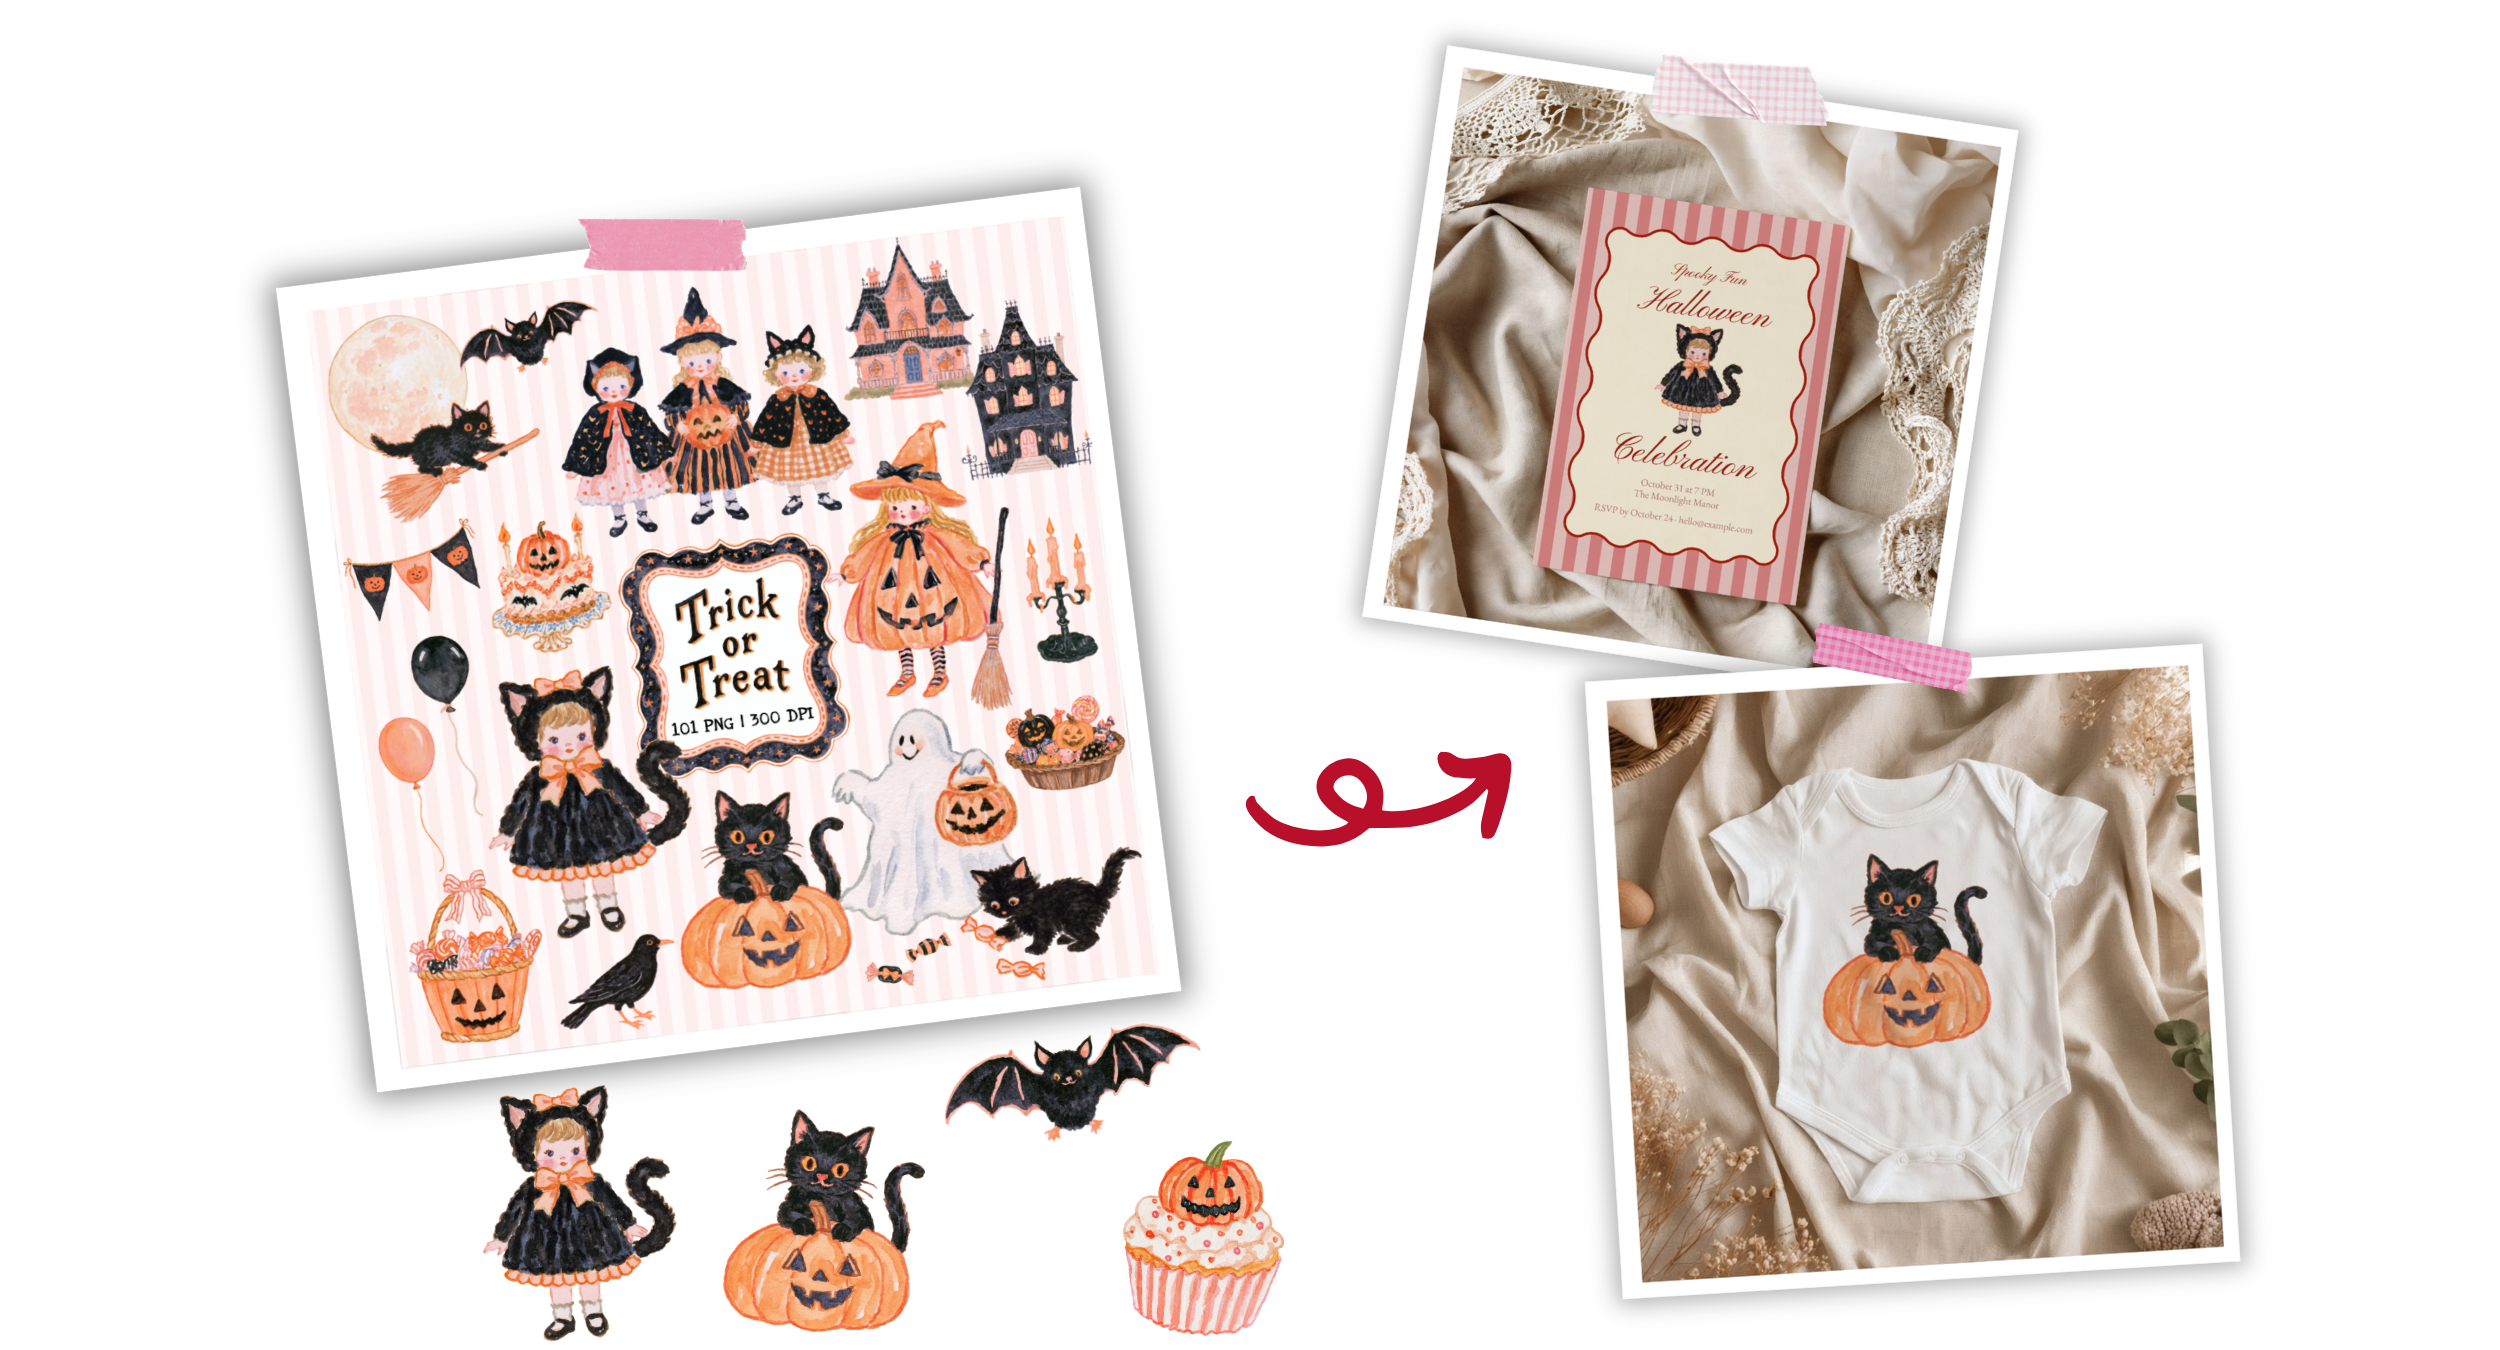 Trick
or
Treat
101 PNG | 300 DPI
Spooky Fun
Halloween
Celebration
October 31 at 7 PM
The Moonlight Manor
RSVP by October 24 · hello@example.com